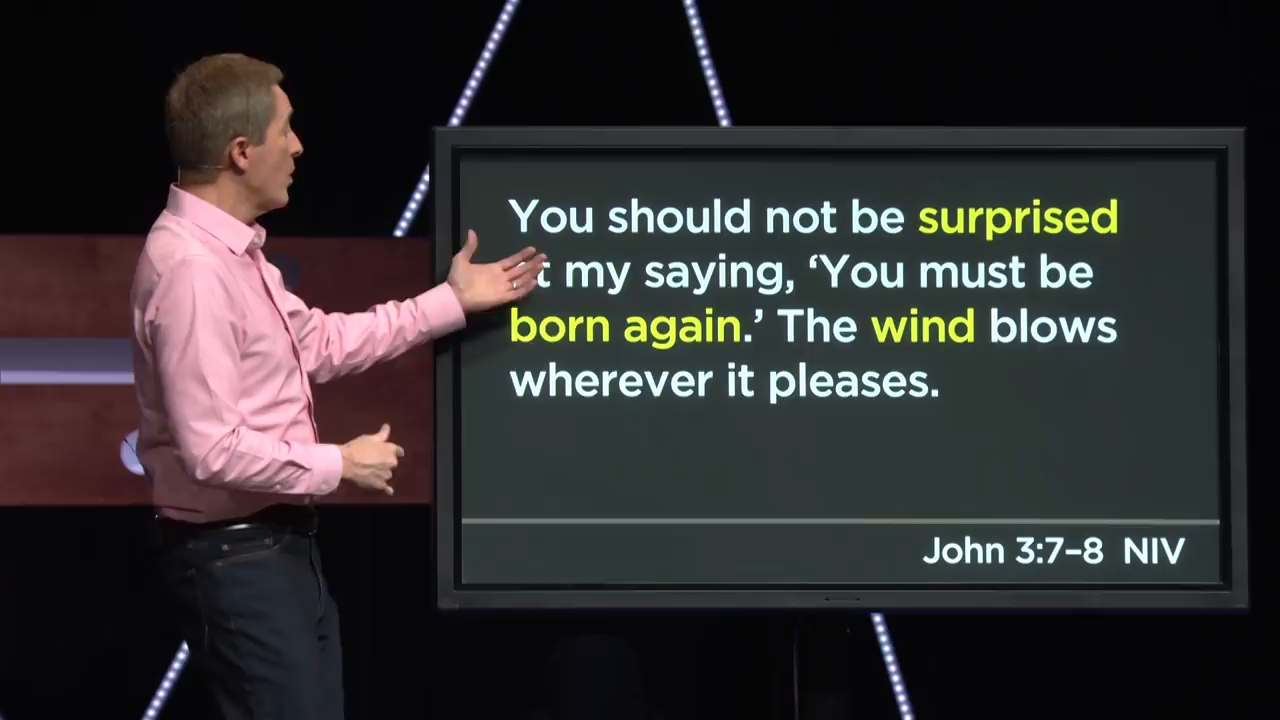 You should not be surprised
at my saying, ‘You must be
born again.’ The wind blows
wherever it pleases.
John 3:7–8 NIV